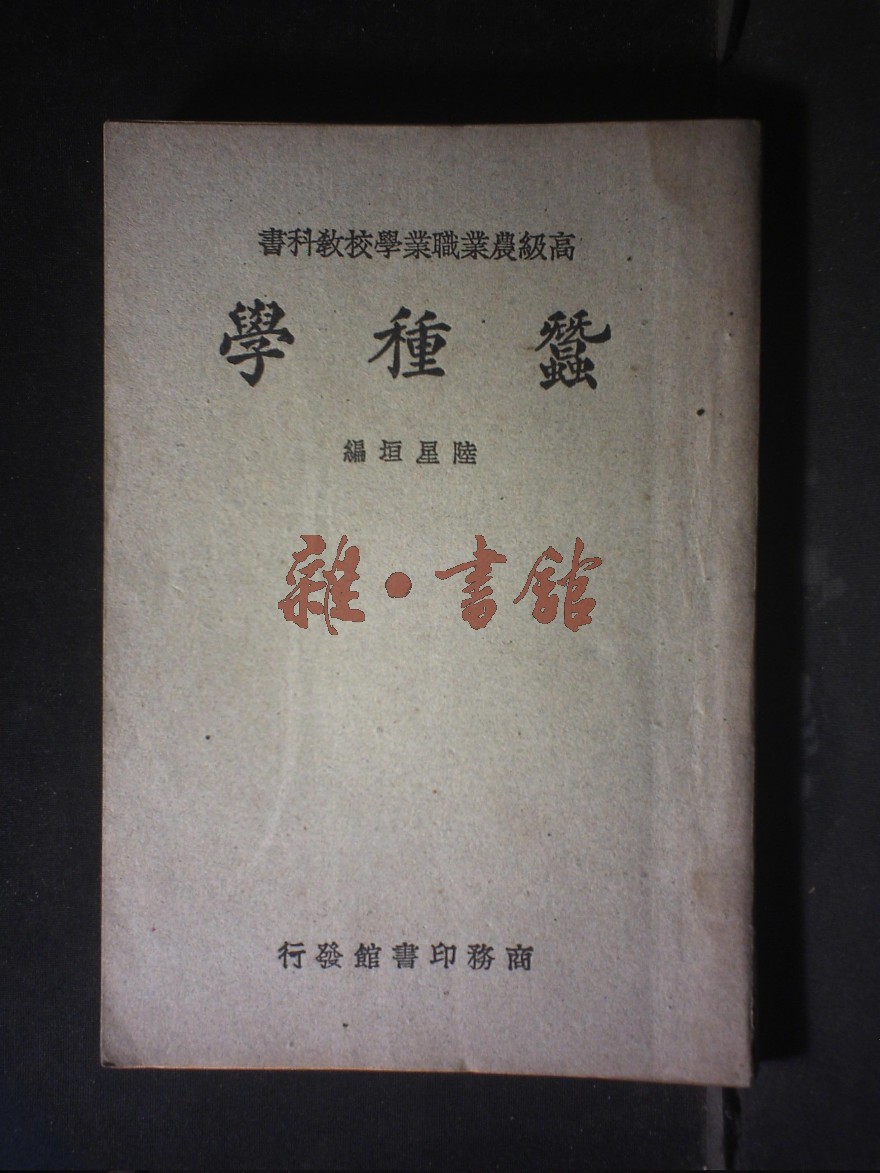 高級農業職業學校教科書
蠶種學
陸星垣編
雜·書館
商務印書館發行